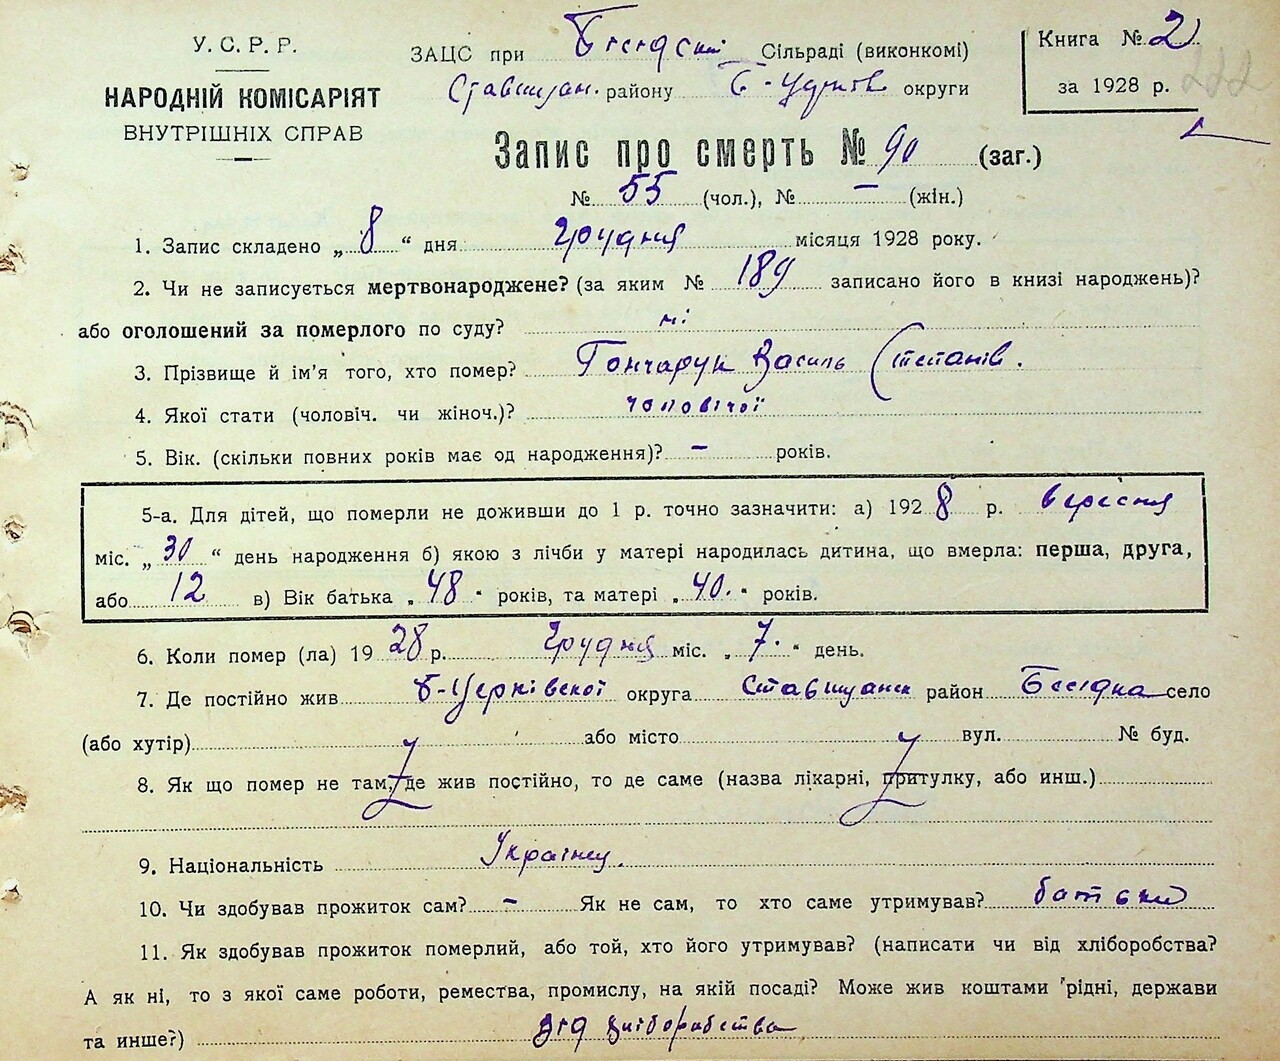 У. С. Р. Р.
НАРОДНІЙ КОМІСАРІЯТ
ВНУТРІШНІХ СПРАВ
ЗАЦС при Бесідскій Сільраді (виконкомі)
Ставищан. району Б-Церків округи
Книга № 2
за 1928 р. 222
Запис про смерть № 90 (заг.)
№ 55 (чол.), № – (жін.)
1. Запис складено „ 8 “ дня грудня місяця 1928 року.
2. Чи не записується мертвонароджене? (за яким № 189 записано його в книзі народжень)?
або оголошений за померлого по суду? ні
3. Прізвище й ім'я того, хто помер? Гончарук Василь Степанів.
4. Якої стати (чоловіч. чи жіноч.)? чоловічої
5. Вік. (скільки повних років має од народження)? – років.
5-а. Для дітей, що померли не доживши до 1 р. точно зазначити: а) 1928 р. вересня
міс. „ 30 “ день народження б) якою з лічби у матері народилась дитина, що вмерла: перша, друга,
або 12 в) Вік батька „ 48 “ років, та матері „ 40. “ років.
6. Коли помер (ла) 1928 р. грудня міс. „ 7. “ день.
7. Де постійно жив Б-Церківської округа Ставищанск район Бесідка село
(або хутір) або місто вул. № буд.
8. Як що помер не там, де жив постійно, то де саме (назва лікарні, притулку, або инш.)
9. Національність Українец.
10. Чи здобував прожиток сам? – Як не сам, то хто саме утримував? батьки
11. Як здобував прожиток померлий, або той, хто його утримував? (написати чи від хліборобства?
А як ні, то з якої саме роботи, ремества, промислу, на якій посаді? Може жив коштами рідні, держави
та инше?) від хліборобства